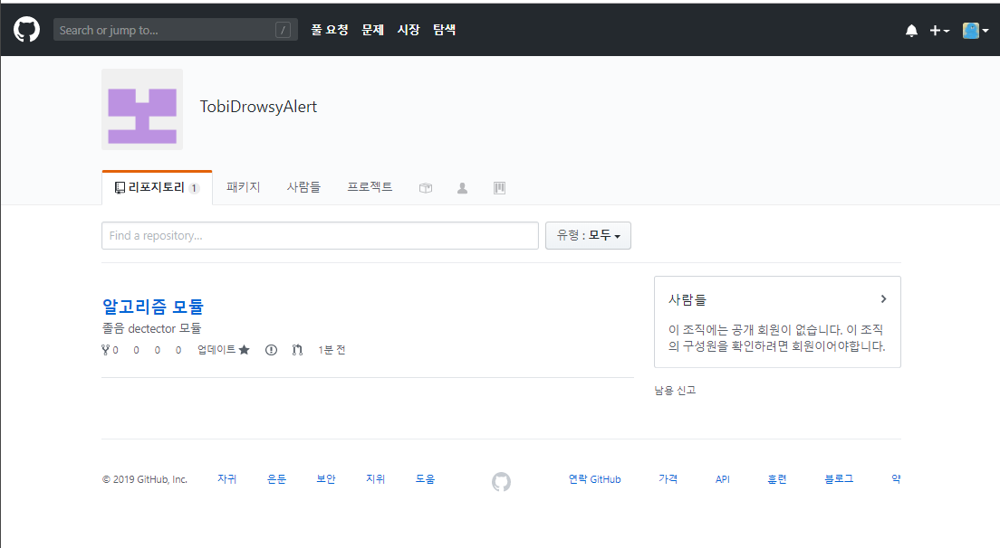 Search or jump to... / 풀 요청 문제 시장 탐색
TobiDrowsyAlert
리포지토리 1 패키지 사람들 프로젝트
Find a repository... 유형 : 모두
알고리즘 모듈
졸음 dectector 모듈
0 0 0 0 업데이트 1분 전
사람들
이 조직에는 공개 회원이 없습니다. 이 조직
의 구성원을 확인하려면 회원이어야합니다.
남용 신고
© 2019 GitHub, Inc. 자귀 은둔 보안 지위 도움 연락 GitHub 가격 API 훈련 블로그 약